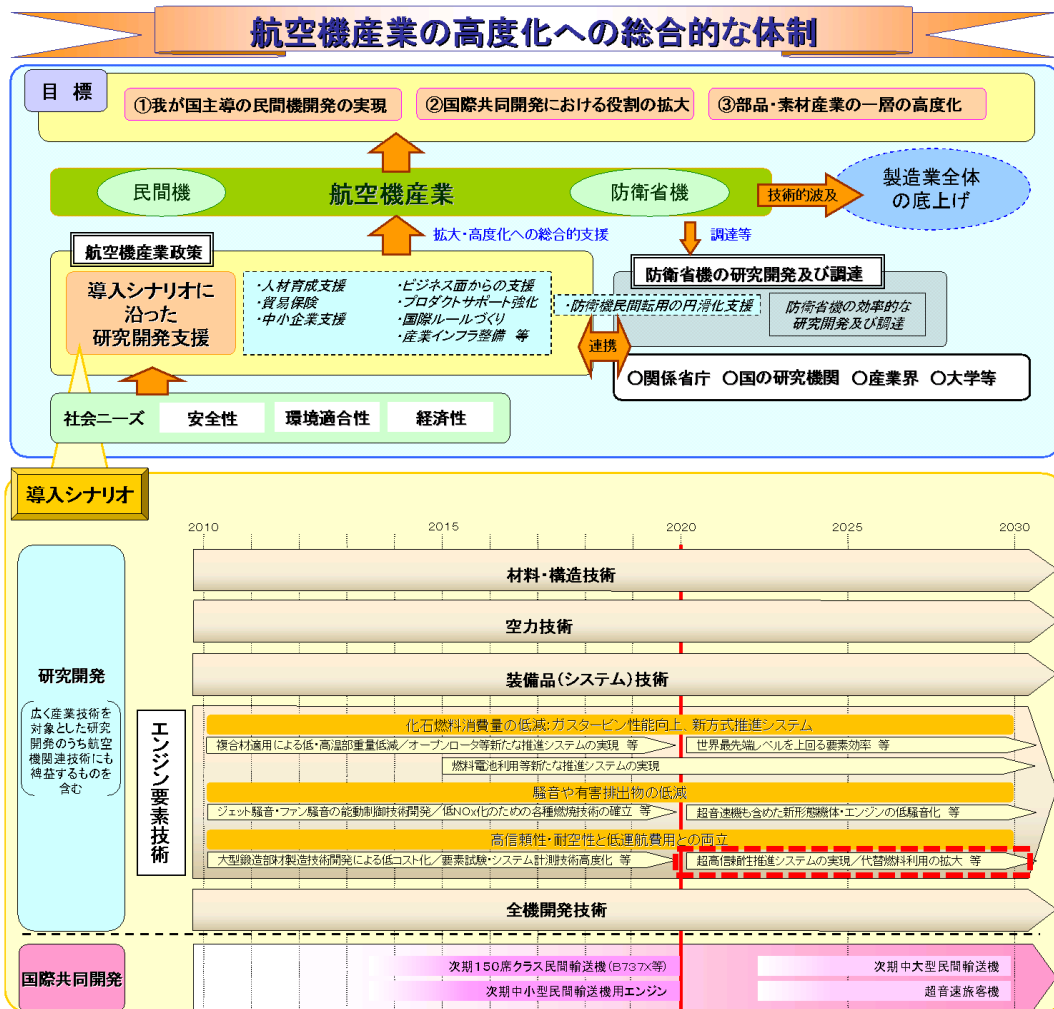 航空機産業の高度化への総合的な体制
目 標
①我が国主導の民間機開発の実現
②国際共同開発における役割の拡大
③部品・素材産業の一層の高度化
民間機
航空機産業
防衛省機
技術的波及
製造業全体
の底上げ
拡大・高度化への総合的支援
調達等
航空機産業政策
導入シナリオに
沿った
研究開発支援
・人材育成支援
・貿易保険
・中小企業支援
・ビジネス面からの支援
・プロダクトサポート強化
・国際ルールづくり
・産業インフラ整備 等
防衛省機の研究開発及び調達
・防衛機民間転用の円滑化支援
防衛省機の効率的な
研究開発及び調達
連携
○関係省庁 ○国の研究機関 ○産業界 ○大学等
社会ニーズ
安全性
環境適合性
経済性
導入シナリオ
2010
2015
2020
2025
2030
研究開発
広く産業技術を
対象とした研究
開発のうち航空
機関連技術にも
裨益するものを
含む
材料・構造技術
空力技術
装備品(システム)技術
エンジン要素技術
化石燃料消費量の低減:ガスタービン性能向上、新方式推進システム
複合材適用による低・高温部重量低減/オープンロータ等新たな推進システムの実現 等
世界最先端レベルを上回る要素効率 等
燃料電池利用等新たな推進システムの実現
騒音や有害排出物の低減
ジェット騒音・ファン騒音の能動制御技術開発/低NOx化のための各種燃焼技術の確立 等
超音速機も含めた新形態機体・エンジンの低騒音化 等
高信頼性・耐空性と低運航費用との両立
大型鍛造部材製造技術開発による低コスト化/要素試験・システム計測技術高度化 等
超高信頼性推進システムの実現/代替燃料利用の拡大 等
全機開発技術
国際共同開発
次期150席クラス民間輸送機(B737X等)
次期中大型民間輸送機
次期中小型民間輸送機用エンジン
超音速旅客機